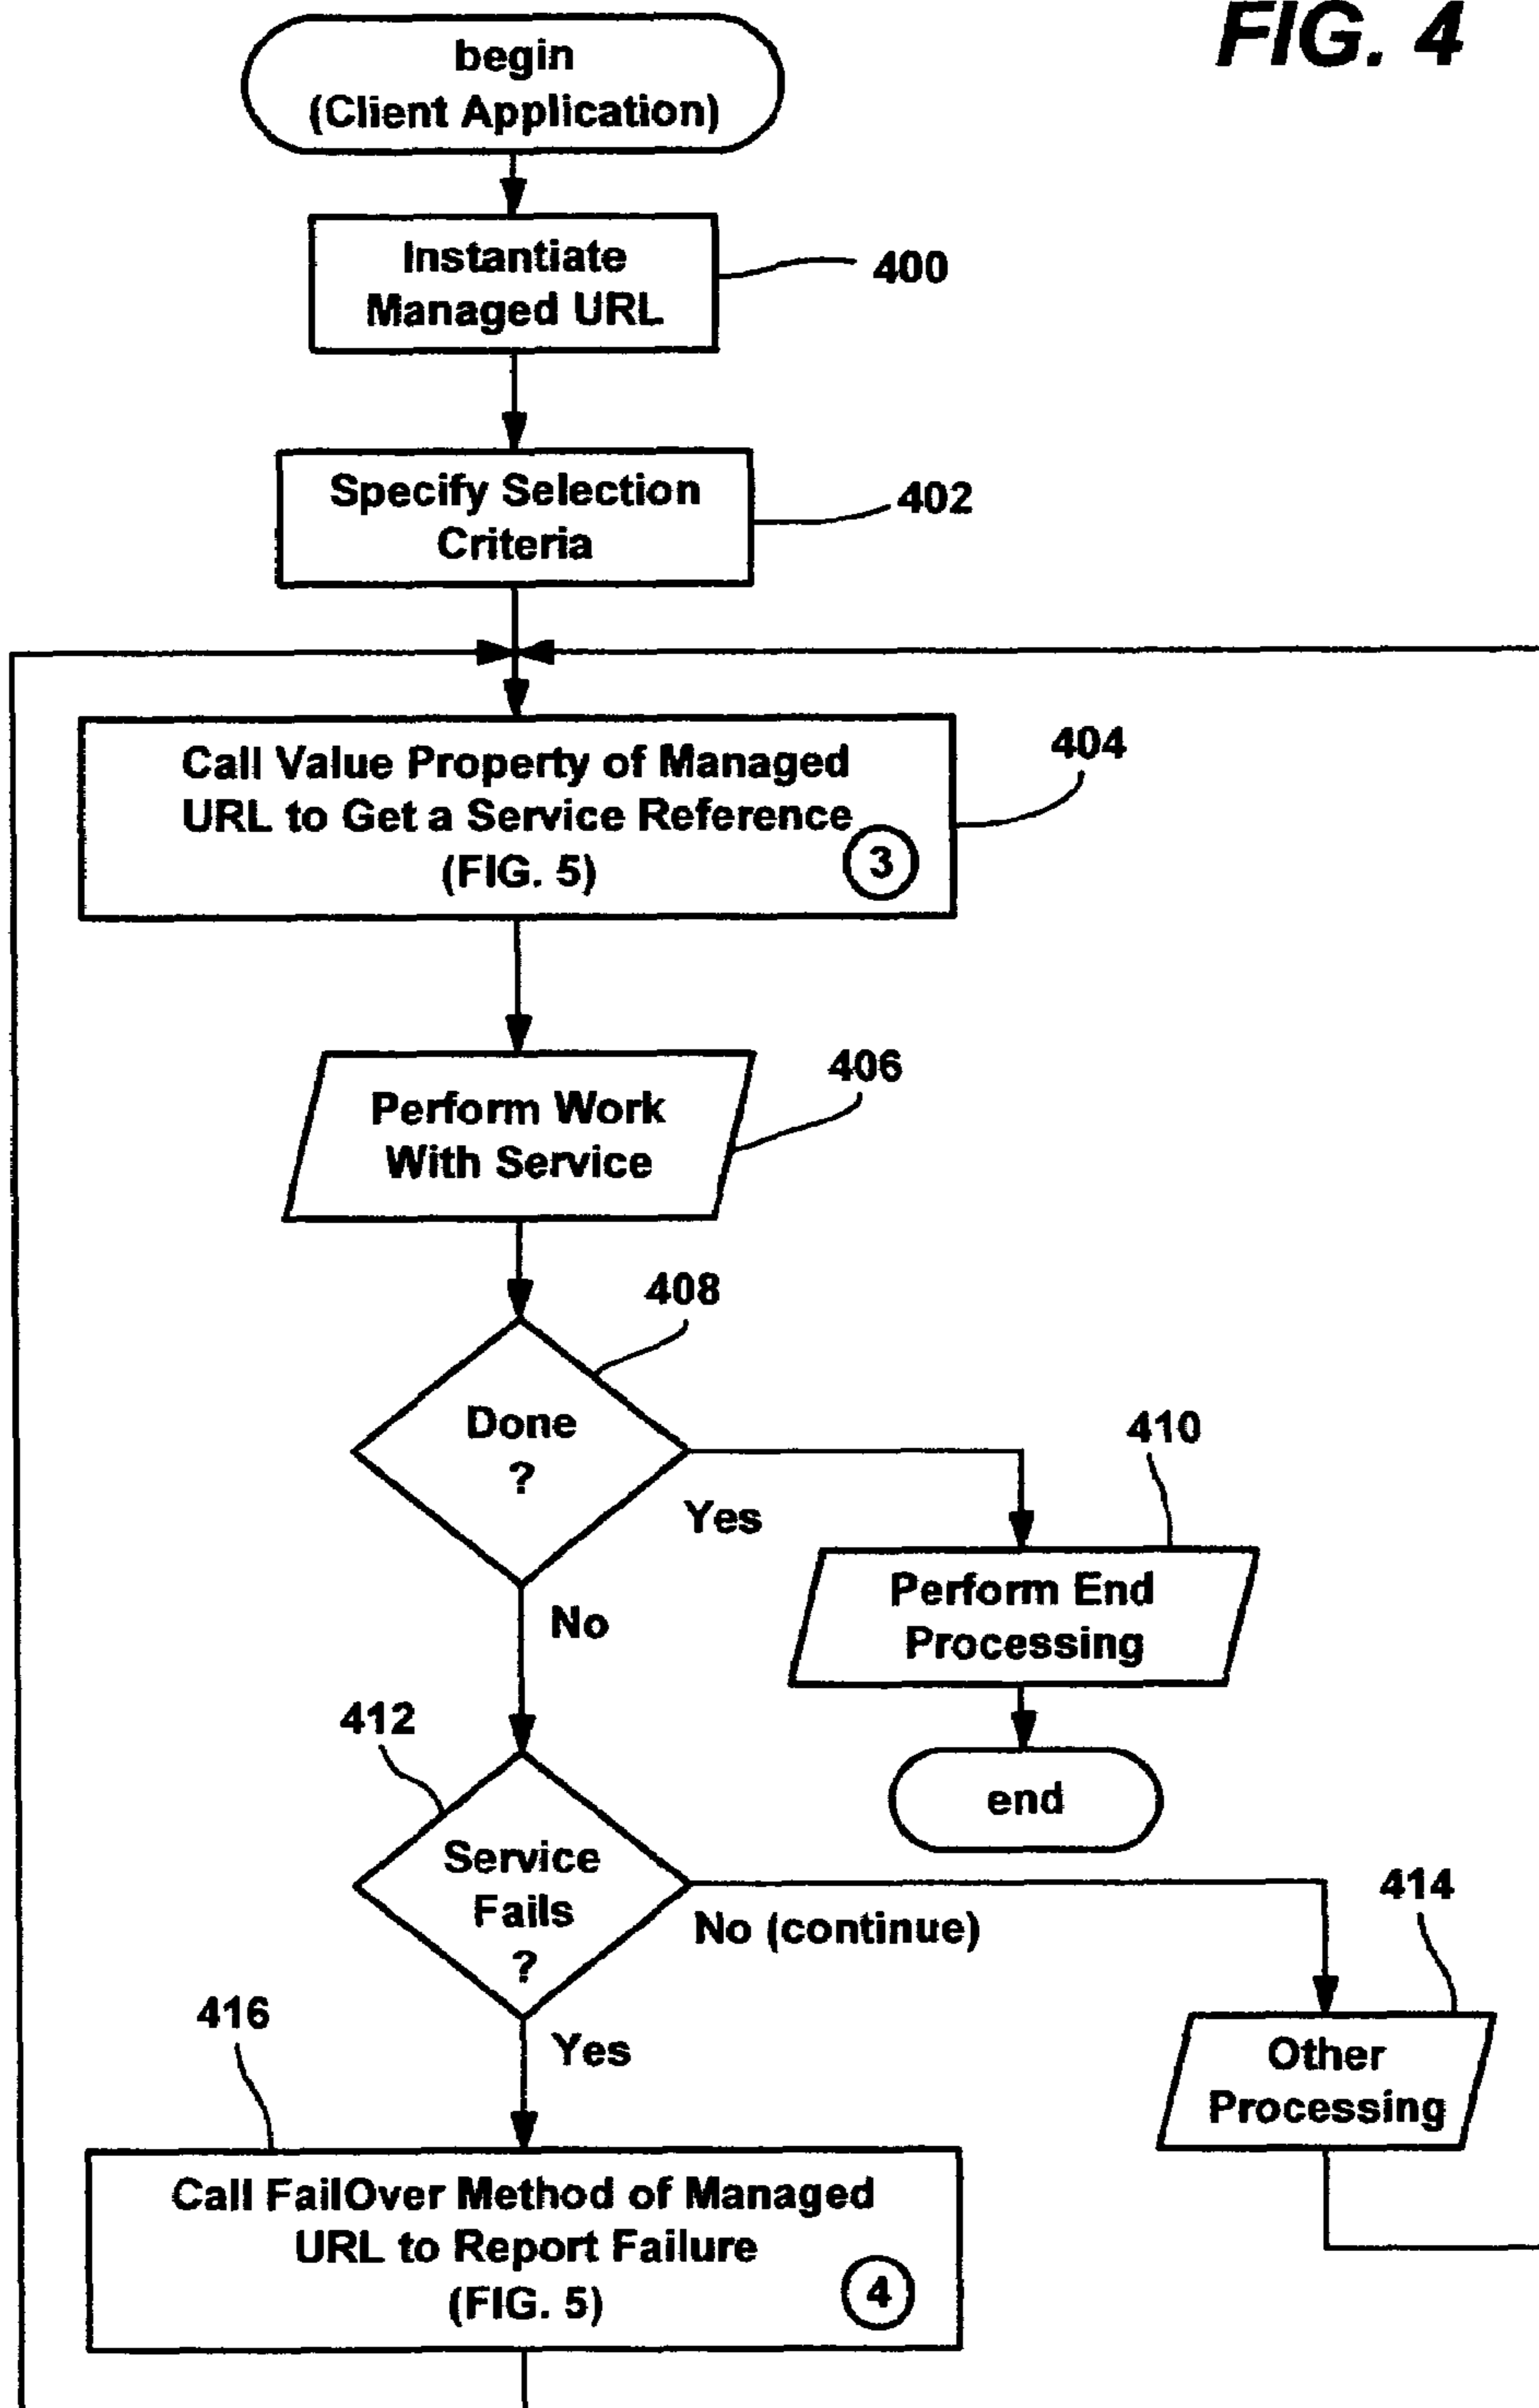 FIG. 4
begin
(Client Application)
Instantiate
Managed URL
400
Specify Selection
Criteria
402
Call Value Property of Managed
URL to Get a Service Reference
(FIG. 5)
3
404
Perform Work
With Service
406
408
Done
?
Yes
No
410
Perform End
Processing
end
412
Service
Fails
?
No (continue)
Yes
414
Other
Processing
416
Call FailOver Method of Managed
URL to Report Failure
(FIG. 5)
4